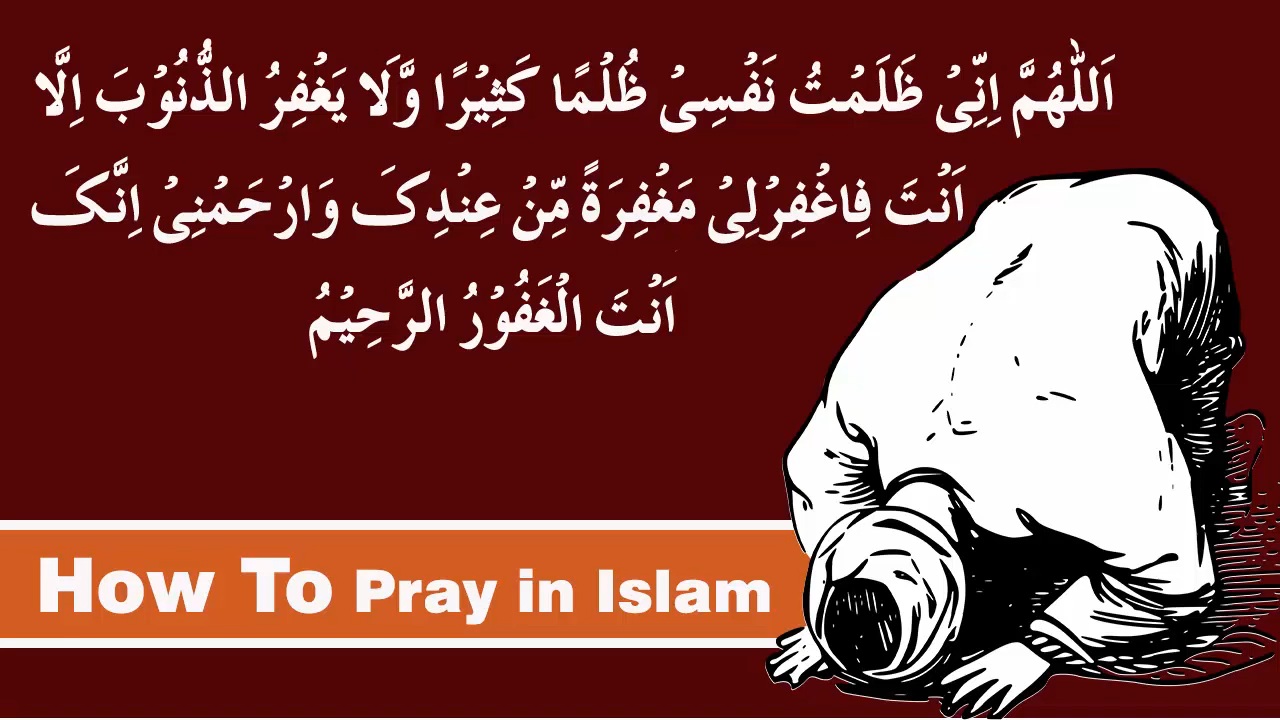 اَللّٰهُمَّ اِنِّیْ ظَلَمْتُ نَفْسِیْ ظُلْمًا كَثِیْرًا وَّلَا یَغْفِرُ الذُّنُوْبَ اِلَّا
اَنْتَ فِاغْفِرْلِیْ مَغْفِرَةً مِّنْ عِنْدِکَ وَارْحَمْنِیْ اِنَّکَ
اَنْتَ الْغَفُوْرُ الرَّحِیْمُ
How To Pray in Islam